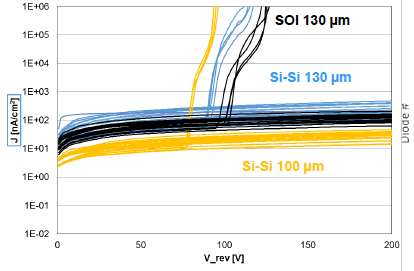 1E+06
1E+05
1E+04
1E+03
1E+02
1E+01
1E+00
1E-01
1E-02
J [nA/cm²]
SOI 130 µm
Si-Si 130 µm
Si-Si 100 µm
0 50 100 150 200
V_rev [V]
Diode #